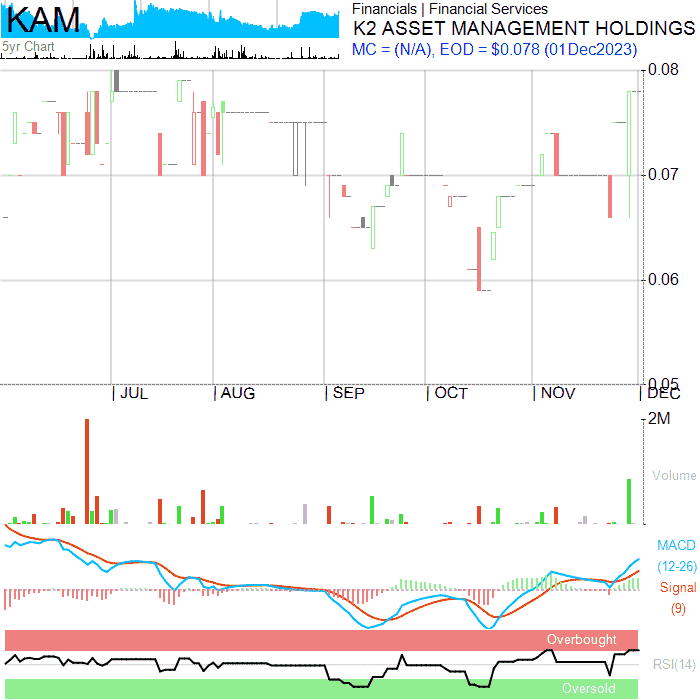 KAM
5yr Chart
Financials | Financial Services
K2 ASSET MANAGEMENT HOLDINGS
MC = (N/A), EOD = $0.078 (01Dec2023)
0.08
0.07
0.06
0.05
JUL
AUG
SEP
OCT
NOV
DEC
2M
Volume
MACD
(12-26)
Signal
(9)
Overbought
RSI(14)
Oversold